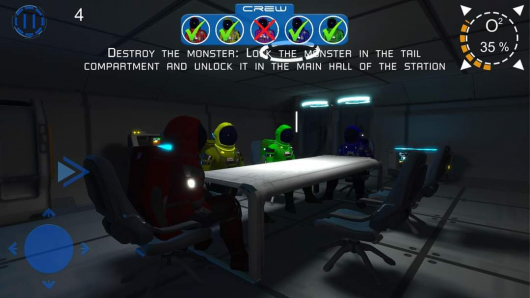 4
CREW
DESTROY THE MONSTER: LOCK THE MONSTER IN THE TAIL
COMPARTMENT AND UNLOCK IT IN THE MAIN HALL OF THE STATION
O²
35 %